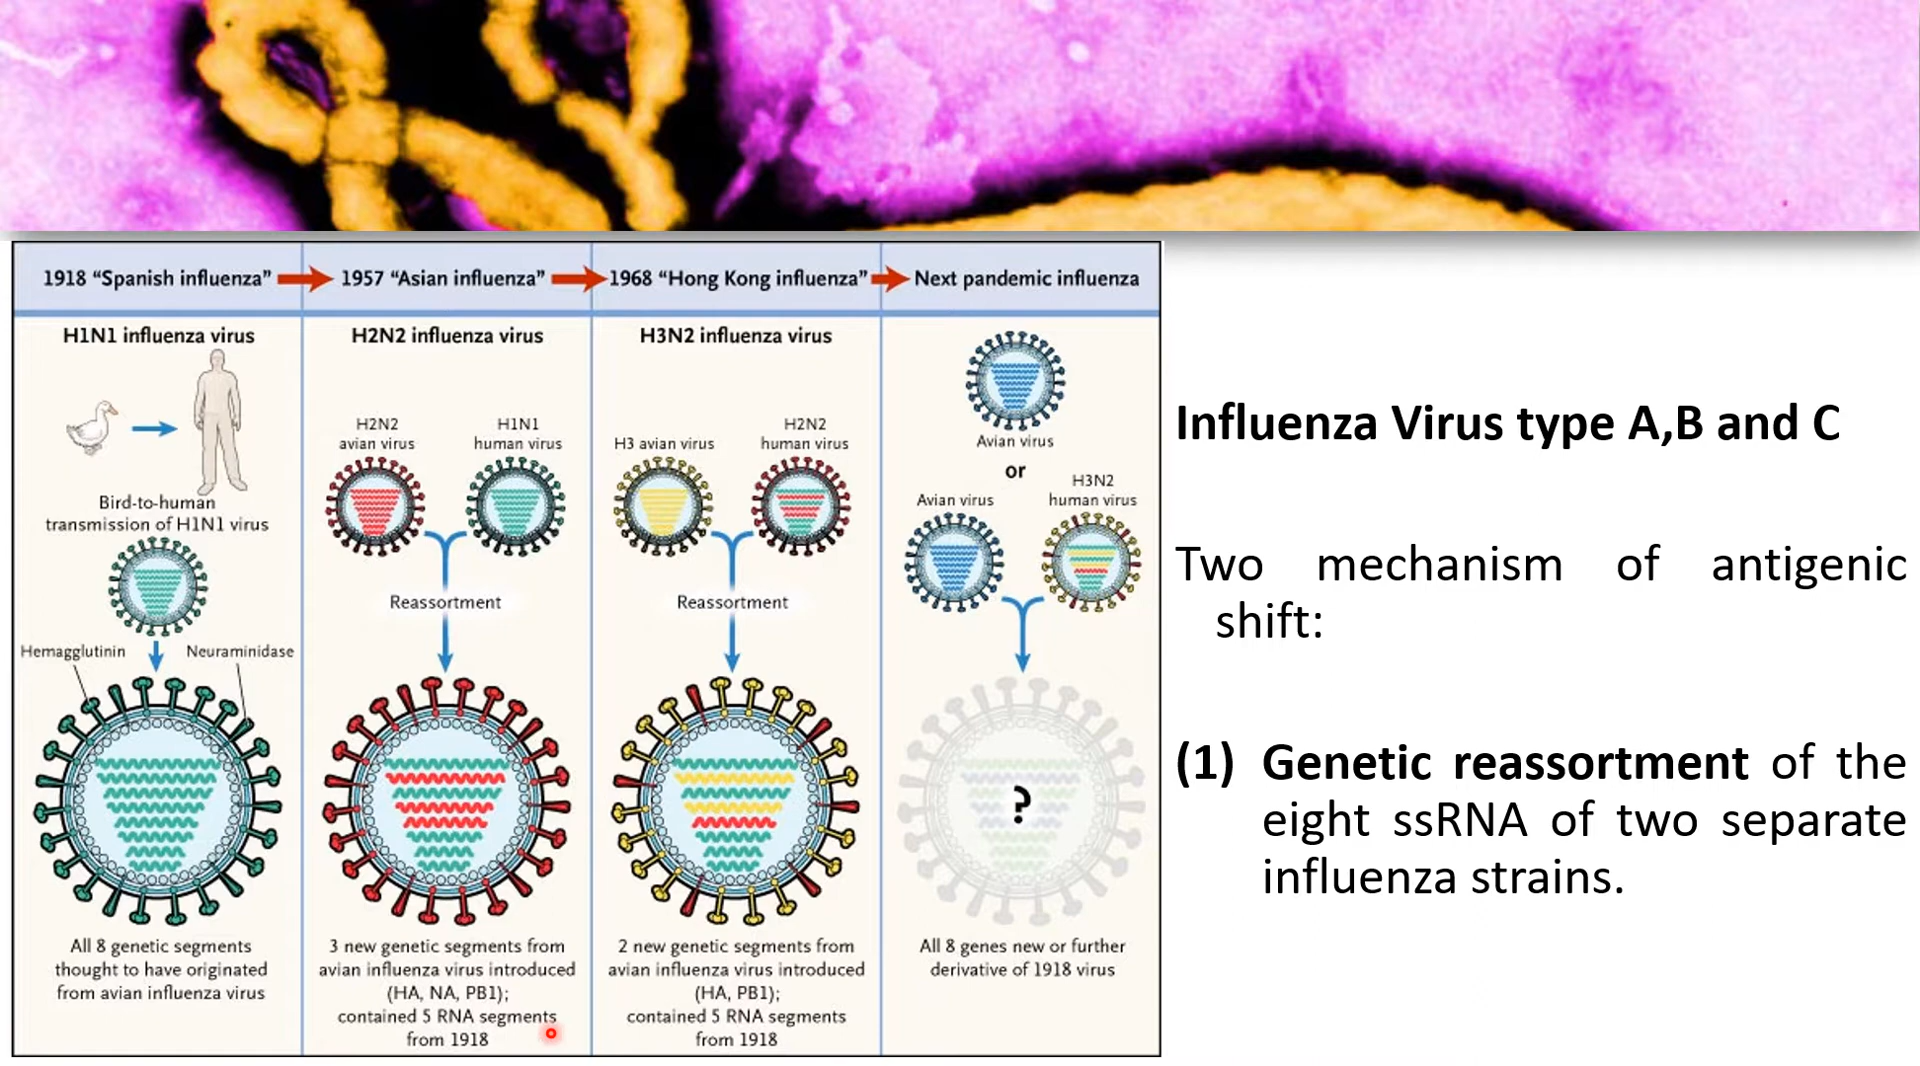 1918 “Spanish influenza”
1957 “Asian influenza”
1968 “Hong Kong influenza”
Next pandemic influenza
H1N1 influenza virus
Bird-to-human
transmission of H1N1 virus
Hemagglutinin
Neuraminidase
All 8 genetic segments
thought to have originated
from avian influenza virus
H2N2 influenza virus
H2N2
avian virus
H1N1
human virus
Reassortment
3 new genetic segments from
avian influenza virus introduced
(HA, NA, PB1);
contained 5 RNA segments
from 1918
H3N2 influenza virus
H3 avian virus
H2N2
human virus
Reassortment
2 new genetic segments from
avian influenza virus introduced
(HA, PB1);
contained 5 RNA segments
from 1918
Avian virus
or
Avian virus
H3N2
human virus
?
All 8 genes new or further
derivative of 1918 virus
Influenza Virus type A,B and C
Two mechanism of antigenic
shift:
(1) Genetic reassortment of the
eight ssRNA of two separate
influenza strains.